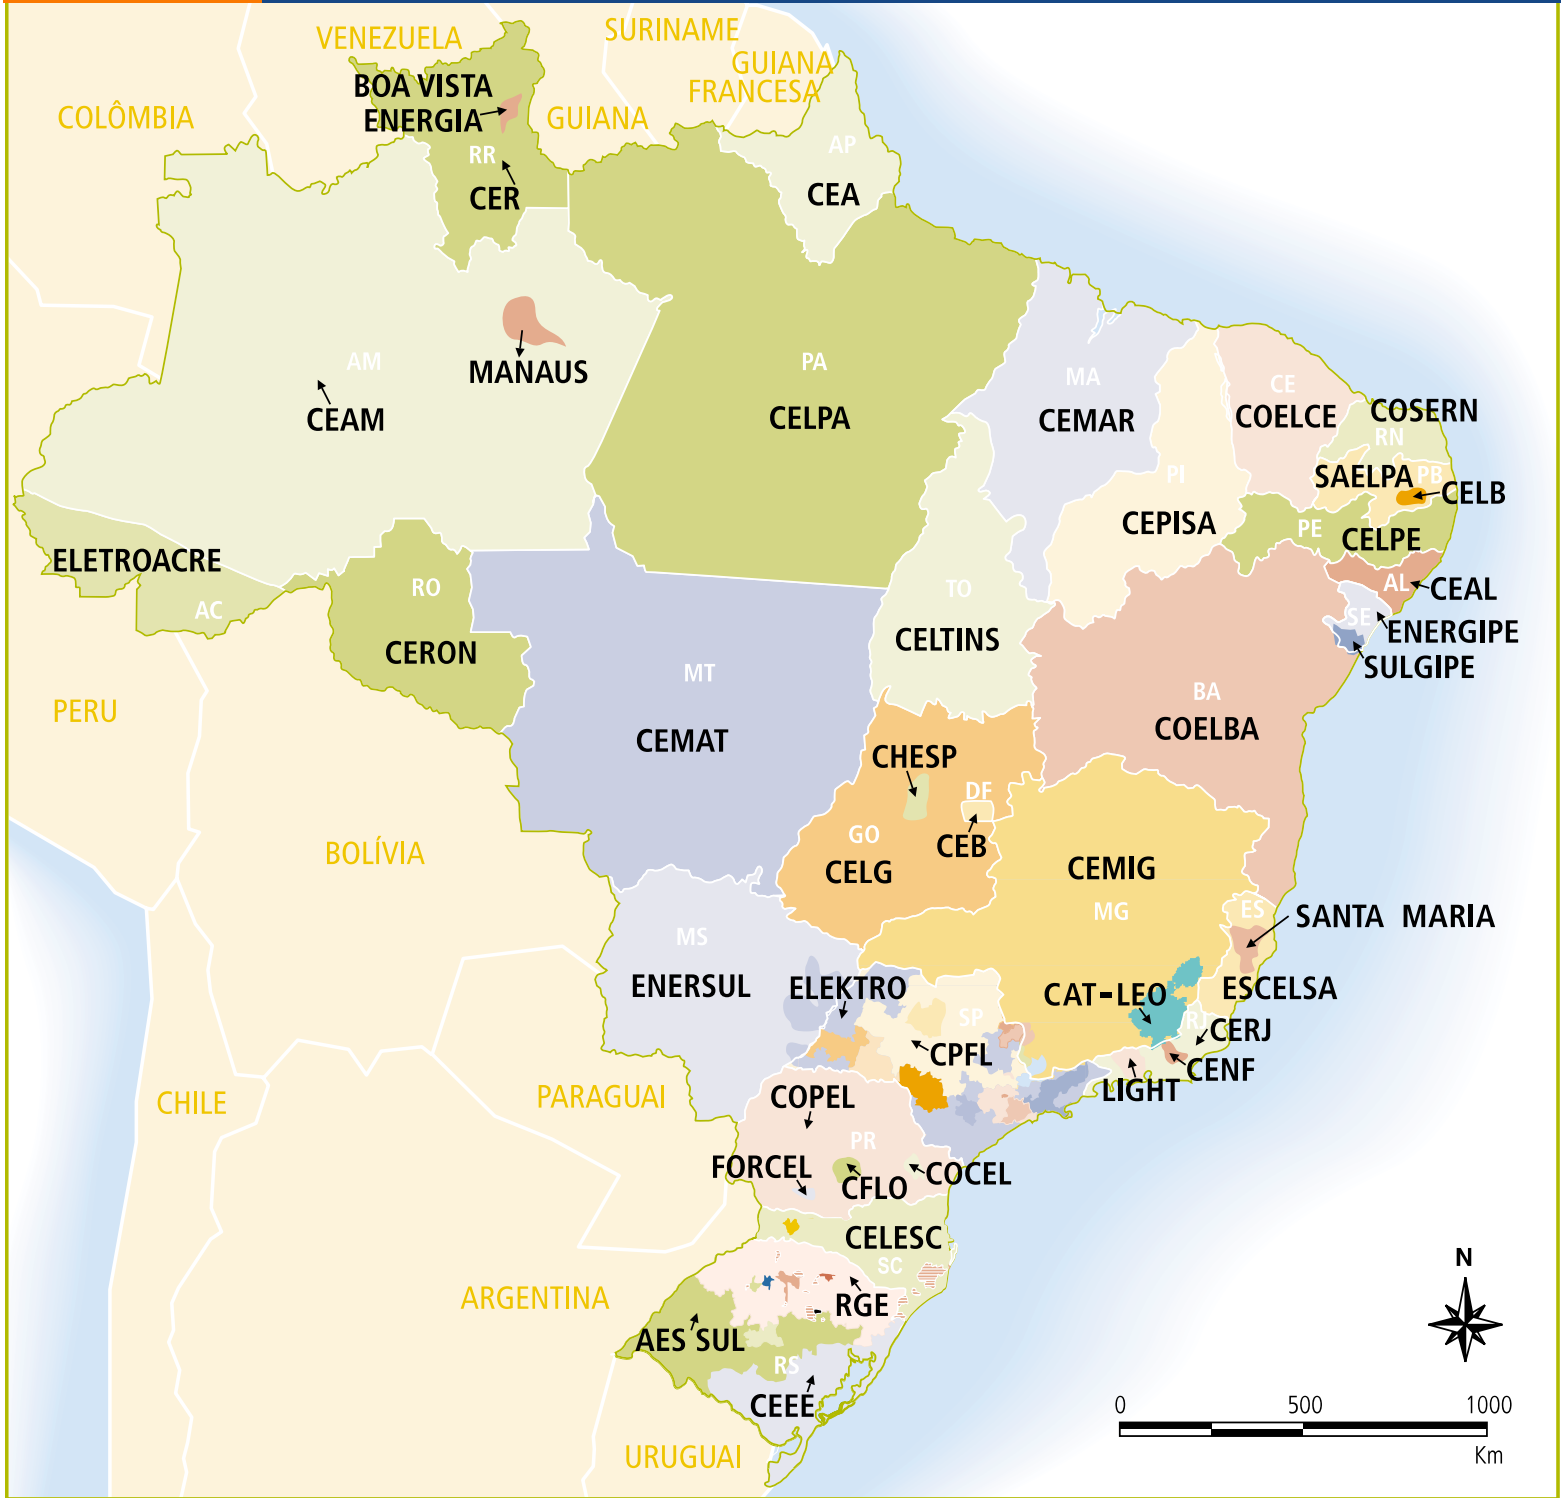 SURINAME
VENEZUELA
GUIANA
FRANCESA
BOA VISTA
ENERGIA
COLÔMBIA
GUIANA
AP
RR
CEA
CER
AM
PA
MANAUS
MA
CE
CEAM
CELPA
CEMAR
COELCE
COSERN
RN
PI
SAELPA
PB
CELB
CEPISA
PE
CELPE
ELETROACRE
RO
TO
AL
CEAL
AC
SE
ENERGIPE
CERON
CELTINS
SULGIPE
MT
BA
PERU
CEMAT
COELBA
CHESP
DF
GO
CEB
BOLÍVIA
CELG
CEMIG
MG
ES
SANTA MARIA
MS
ENERSUL
ELEKTRO
CAT-LEO
ESCELSA
SP
RJ
CERJ
CPFL
CENF
LIGHT
CHILE
PARAGUAI
COPEL
PR
FORCEL
CFLO
COCEL
CELESC
SC
N
ARGENTINA
RGE
AES SUL
RS
CEEE
0
500
1000
Km
URUGUAI